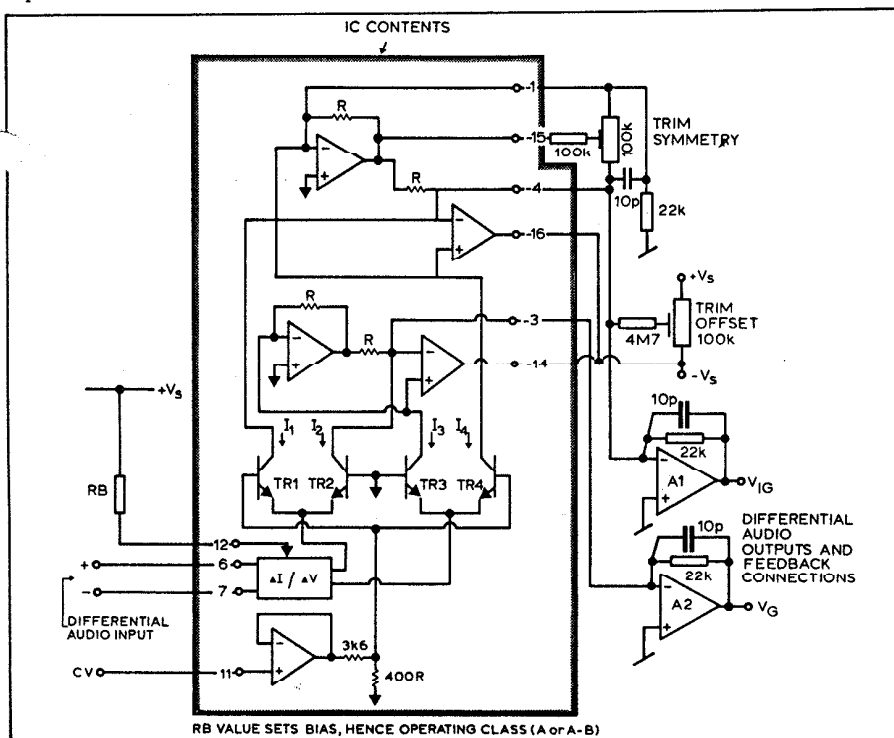 IC CONTENTS
R
R
-1
-15
100k
100k
TRIM
SYMMETRY
-4
10p
22k
-16
+Vs
TRIM
OFFSET
100k
4M7
-Vs
R
R
-3
-14
I1
I2
I3
I4
TR1
TR2
TR3
TR4
+Vs
RB
12
+
6
-
7
ΔI / ΔV
DIFFERENTIAL
AUDIO INPUT
CV
11
3k6
400R
10p
22k
A1
VIG
10p
22k
A2
VG
DIFFERENTIAL
AUDIO
OUTPUTS AND
FEEDBACK
CONNECTIONS
RB VALUE SETS BIAS, HENCE OPERATING CLASS (A or A-B)